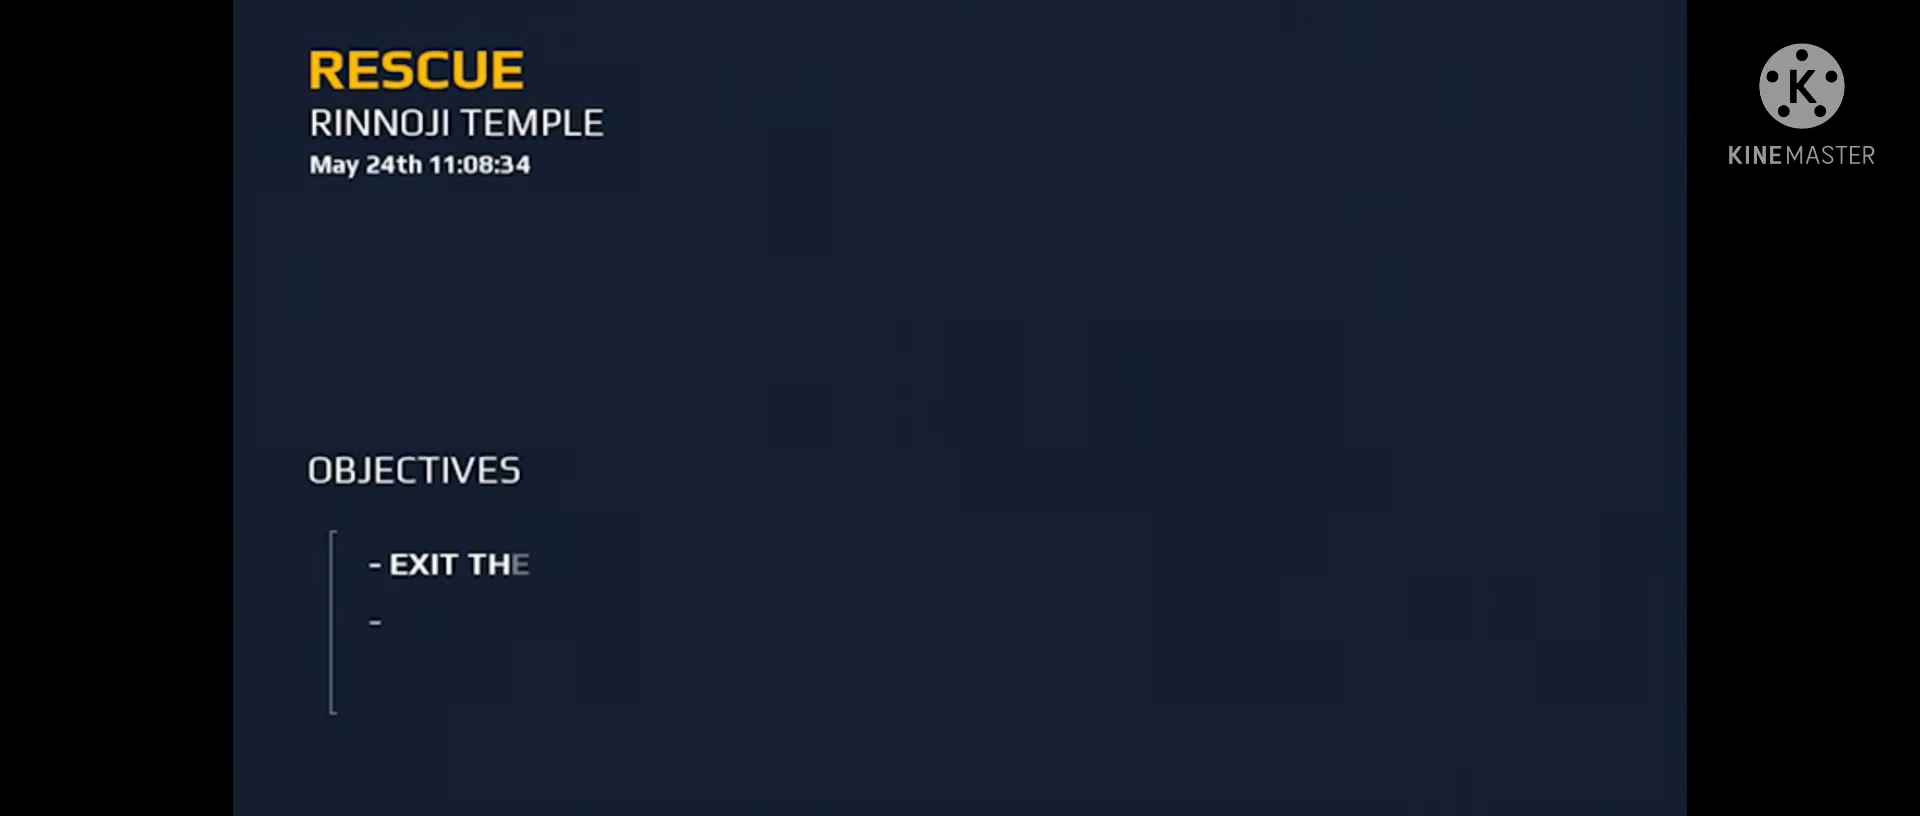 RESCUE
RINNOJI TEMPLE
May 24th 11:08:34
K
KINEMASTER
OBJECTIVES
- EXIT THE
-